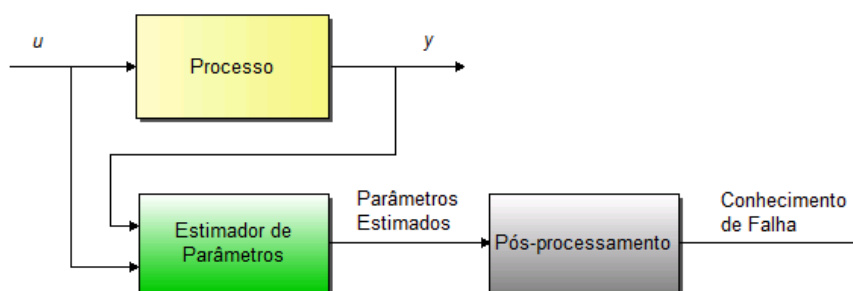 u
y
Processo
Parâmetros
Estimados
Conhecimento
de Falha
Estimador de
Parâmetros
Pós-processamento